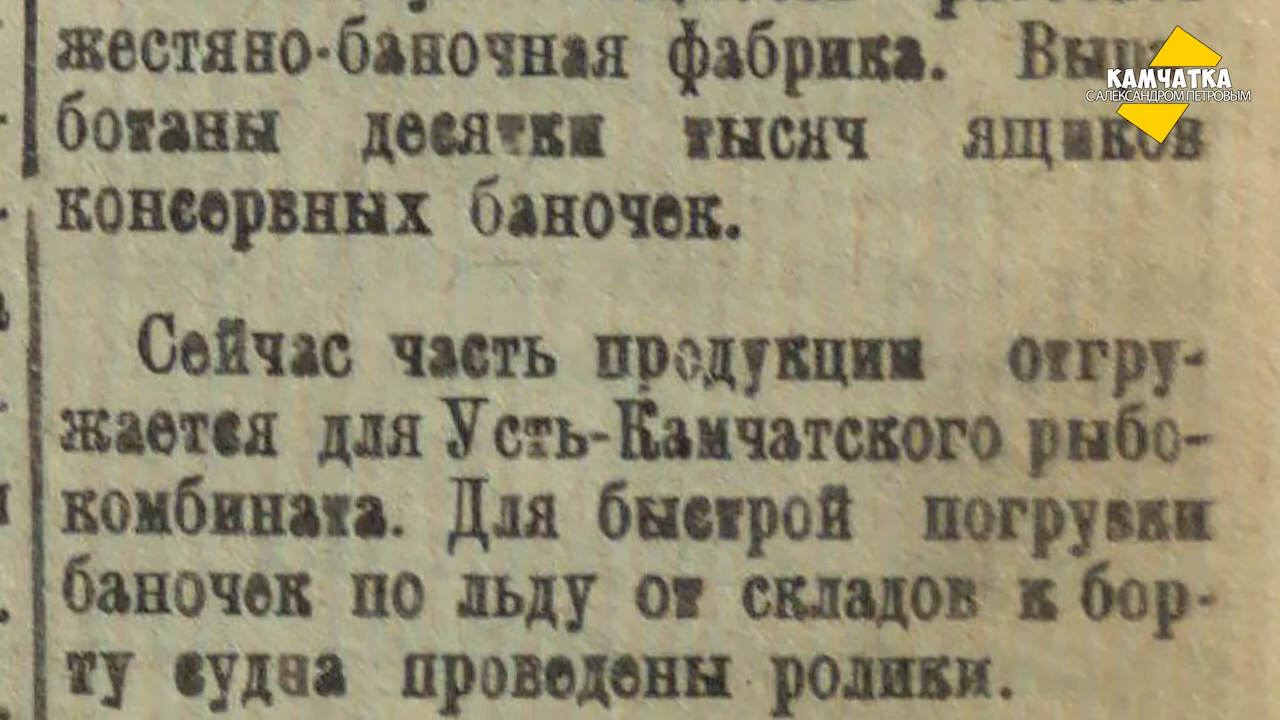 жестяно-баночная фабрика. Выра-
КАМЧАТКА
С АЛЕКСАНДРОМ ПЕТРОВЫМ
ботаны десятки тысяч ящиков
консервных баночек.
Сейчас часть продукции отгру-
жается для Усть-Камчатского рыбо-
комбината. Для быстрой погрузки
баночек по льду от складов к бор-
ту судна проведены ролики.